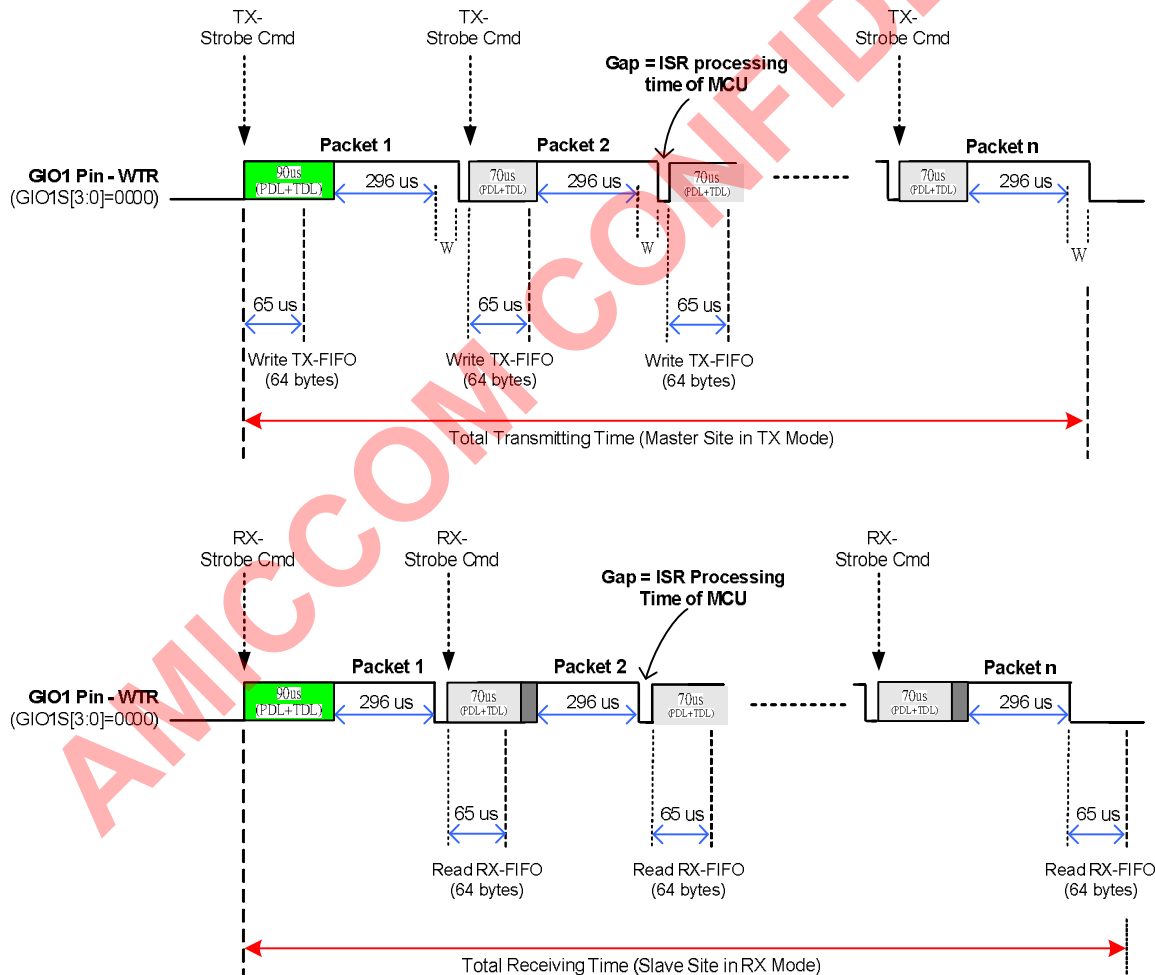 TX-
Strobe Cmd
TX-
Strobe Cmd
TX-
Strobe Cmd
Gap = ISR processing
time of MCU
Packet 1
Packet 2
Packet n
GIO1 Pin - WTR
(GIO1S[3:0]=0000)
90us
(PDL+TDL)
296 us
70us
(PDL+TDL)
296 us
70us
(PDL+TDL)
70us
(PDL+TDL)
296 us
W
W
W
65 us
65 us
65 us
Write TX-FIFO
(64 bytes)
Write TX-FIFO
(64 bytes)
Write TX-FIFO
(64 bytes)
Total Transmitting Time (Master Site in TX Mode)
RX-
Strobe Cmd
RX-
Strobe Cmd
RX-
Strobe Cmd
Gap = ISR Processing
Time of MCU
Packet 1
Packet 2
Packet n
GIO1 Pin - WTR
(GIO1S[3:0]=0000)
90us
(PDL+TDL)
296 us
70us
(PDL+TDL)
296 us
70us
(PDL+TDL)
70us
(PDL+TDL)
296 us
65 us
65 us
65 us
Read RX-FIFO
(64 bytes)
Read RX-FIFO
(64 bytes)
Read RX-FIFO
(64 bytes)
Total Receiving Time (Slave Site in RX Mode)
AMICCOM CONFID